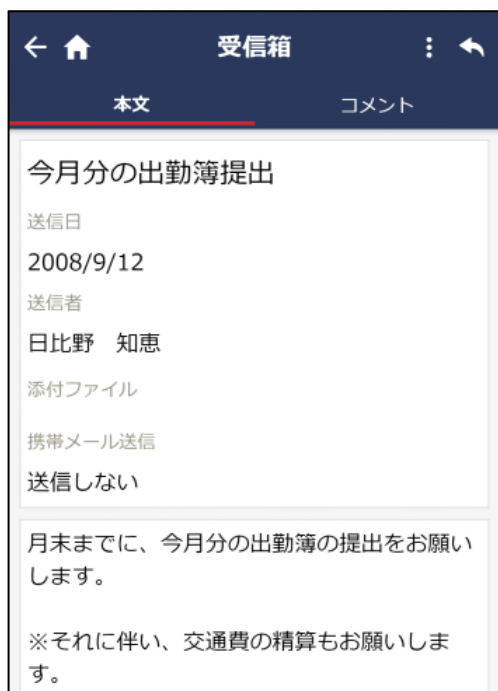 受信箱
本文
コメント
今月分の出勤簿提出
送信日
2008/9/12
送信者
日比野　知恵
添付ファイル
携帯メール送信
送信しない
月末までに、今月分の出勤簿の提出をお願い
します。
※それに伴い、交通費の精算もお願いしま
す。